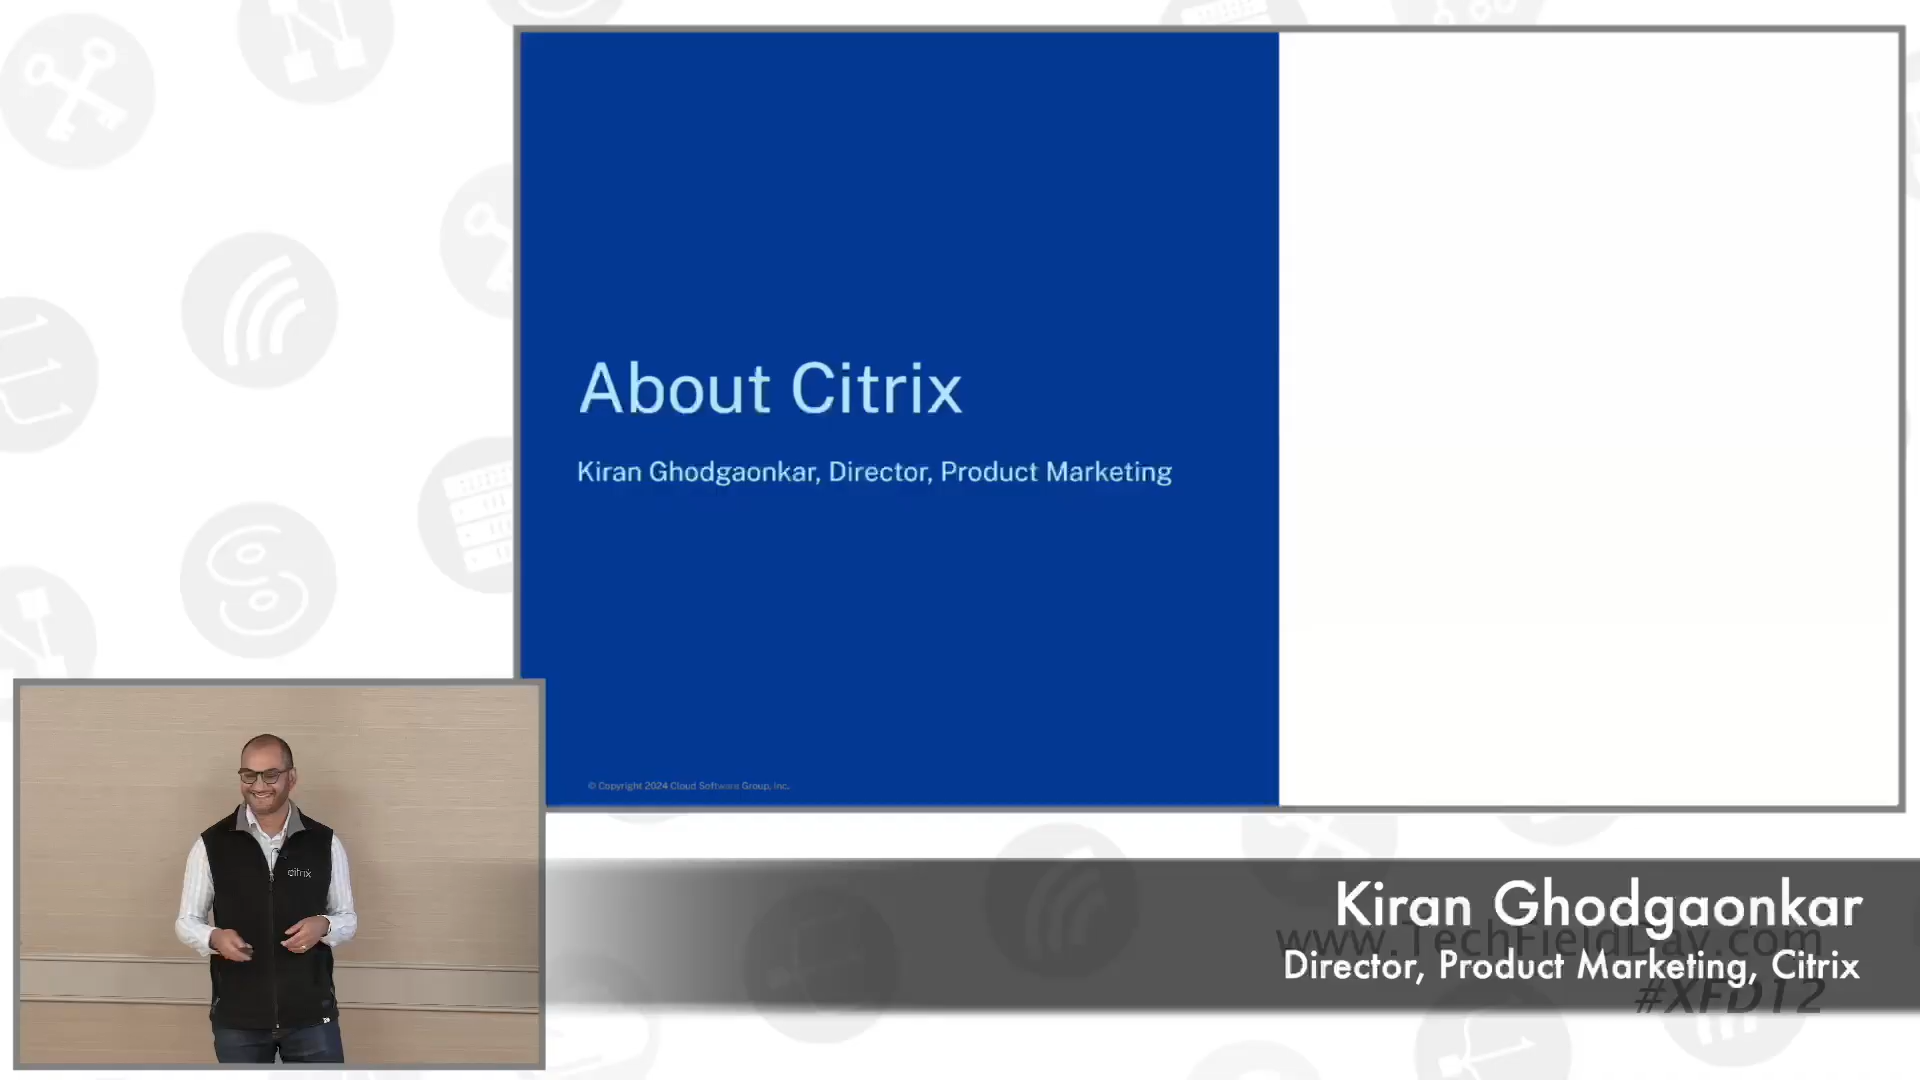 About Citrix
Kiran Ghodgaonkar, Director, Product Marketing
© Copyright 2024 Cloud Software Group, Inc.
citrix
Kiran Ghodgaonkar
www.TechFieldDay.com
Director, Product Marketing, Citrix
#XFD12